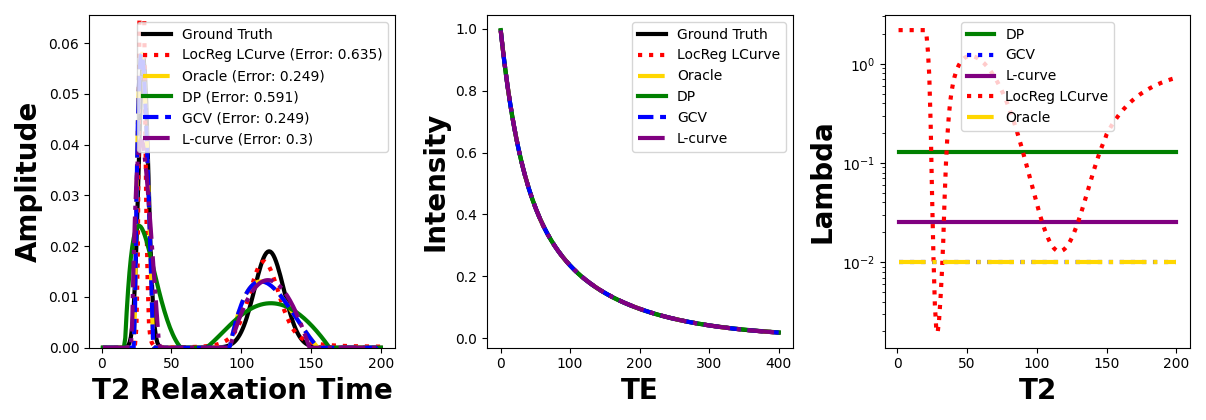 Amplitude
0.06
0.05
0.04
0.03
0.02
0.01
0.00
Ground Truth
LocReg LCurve (Error: 0.635)
Oracle (Error: 0.249)
DP (Error: 0.591)
GCV (Error: 0.249)
L-curve (Error: 0.3)
0 50 100 150 200
T2 Relaxation Time
Intensity
1.0
0.8
0.6
0.4
0.2
0.0
Ground Truth
LocReg LCurve
Oracle
DP
GCV
L-curve
0 100 200 300 400
TE
Lambda
10⁰
10⁻¹
10⁻²
DP
GCV
L-curve
LocReg LCurve
Oracle
0 50 100 150 200
T2